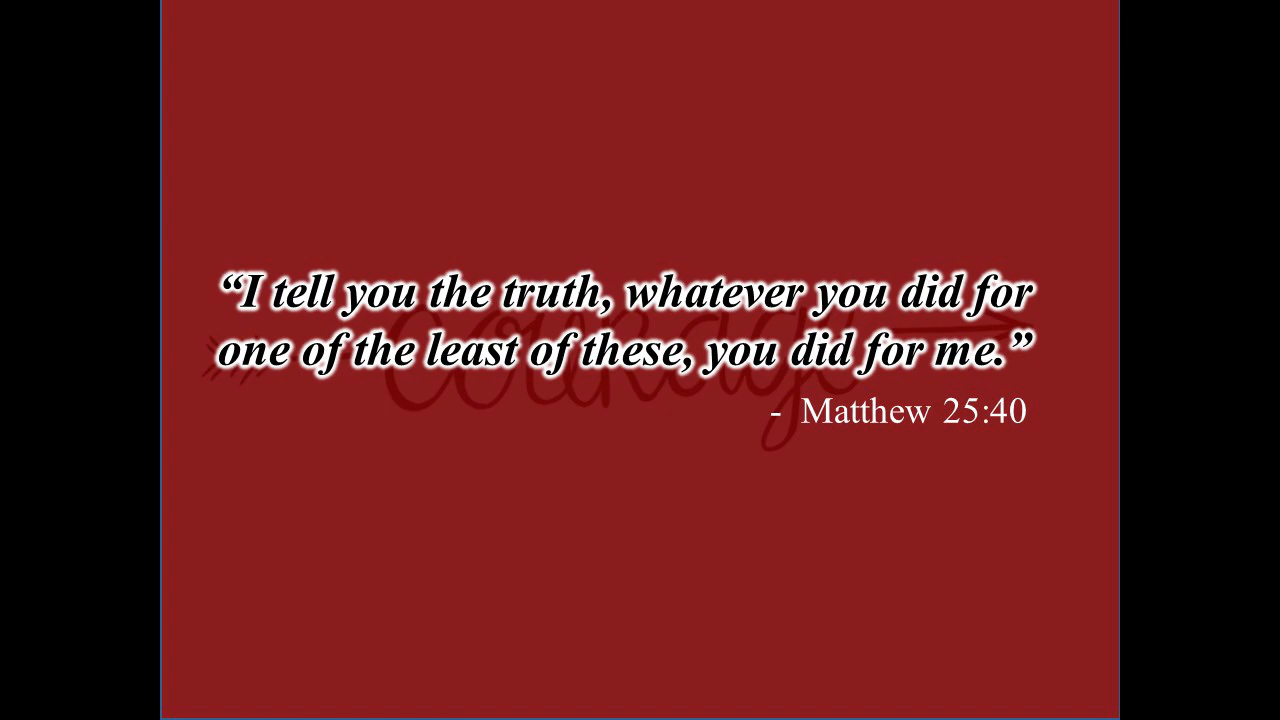 “I tell you the truth, whatever you did for
one of the least of these, you did for me.”
- Matthew 25:40
courage